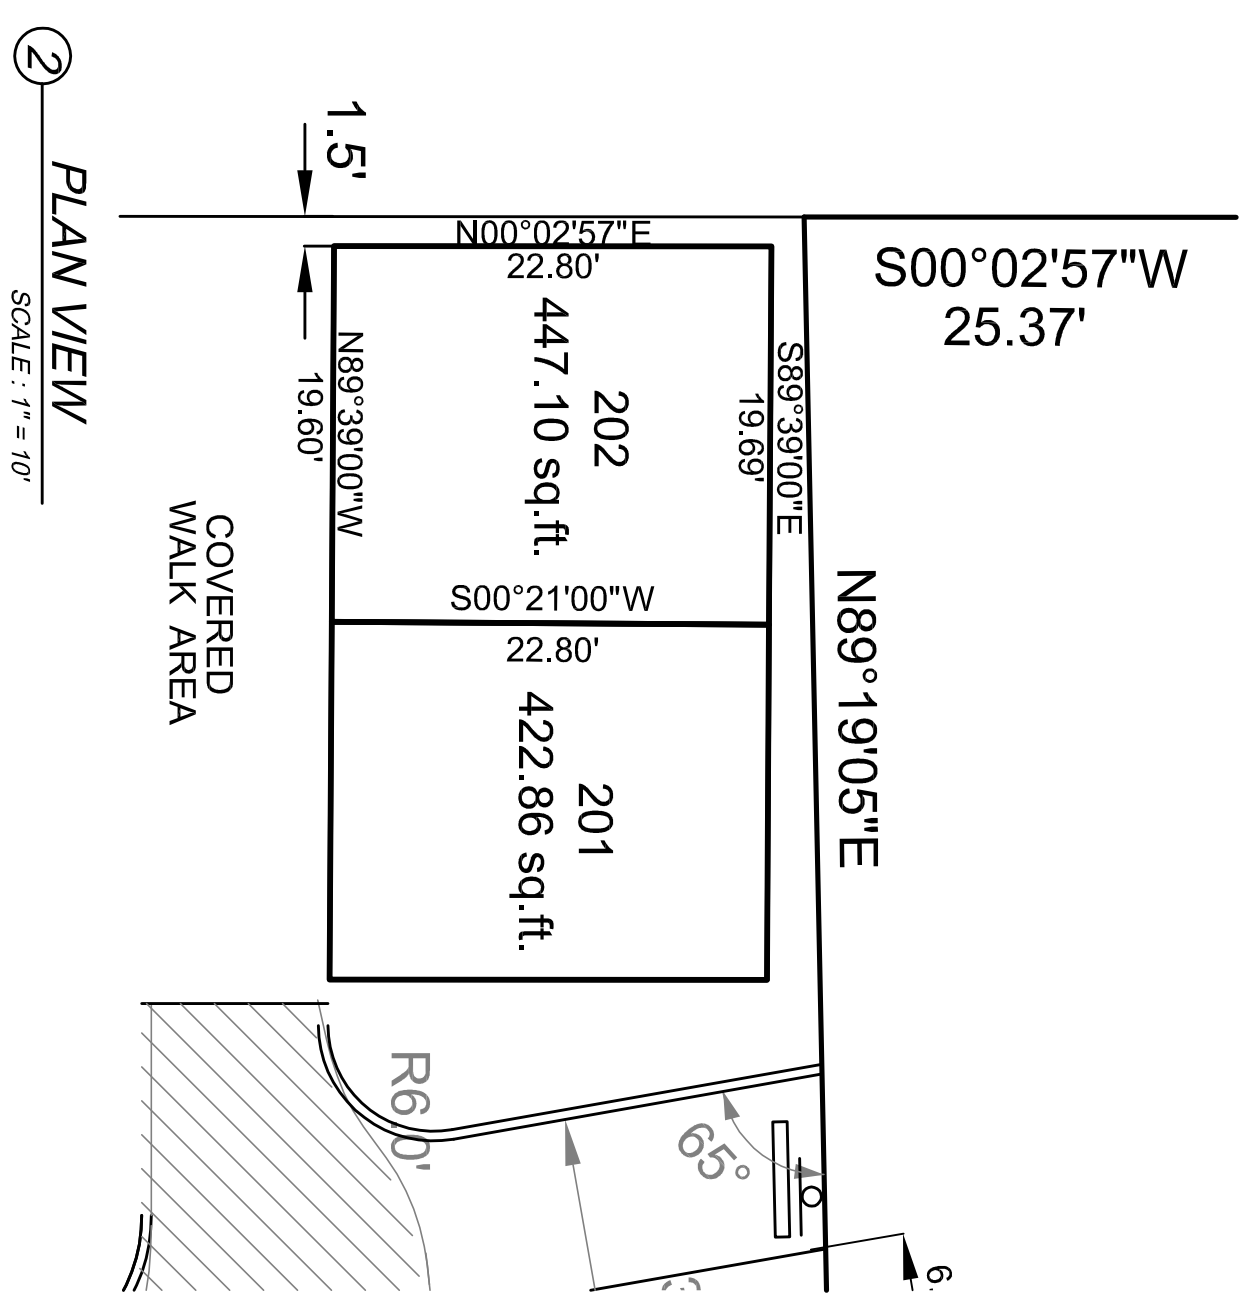 2
PLAN VIEW
SCALE : 1" = 10'
1.5'
N00°02'57"E
22.80'
S00°02'57"W
25.37'
N89°39'00"W
19.60'
202
447.10 sq.ft.
S89°39'00"E
19.69'
S00°21'00"W
22.80'
N89°19'05"E
COVERED
WALK AREA
201
422.86 sq.ft.
R6.0'
65°